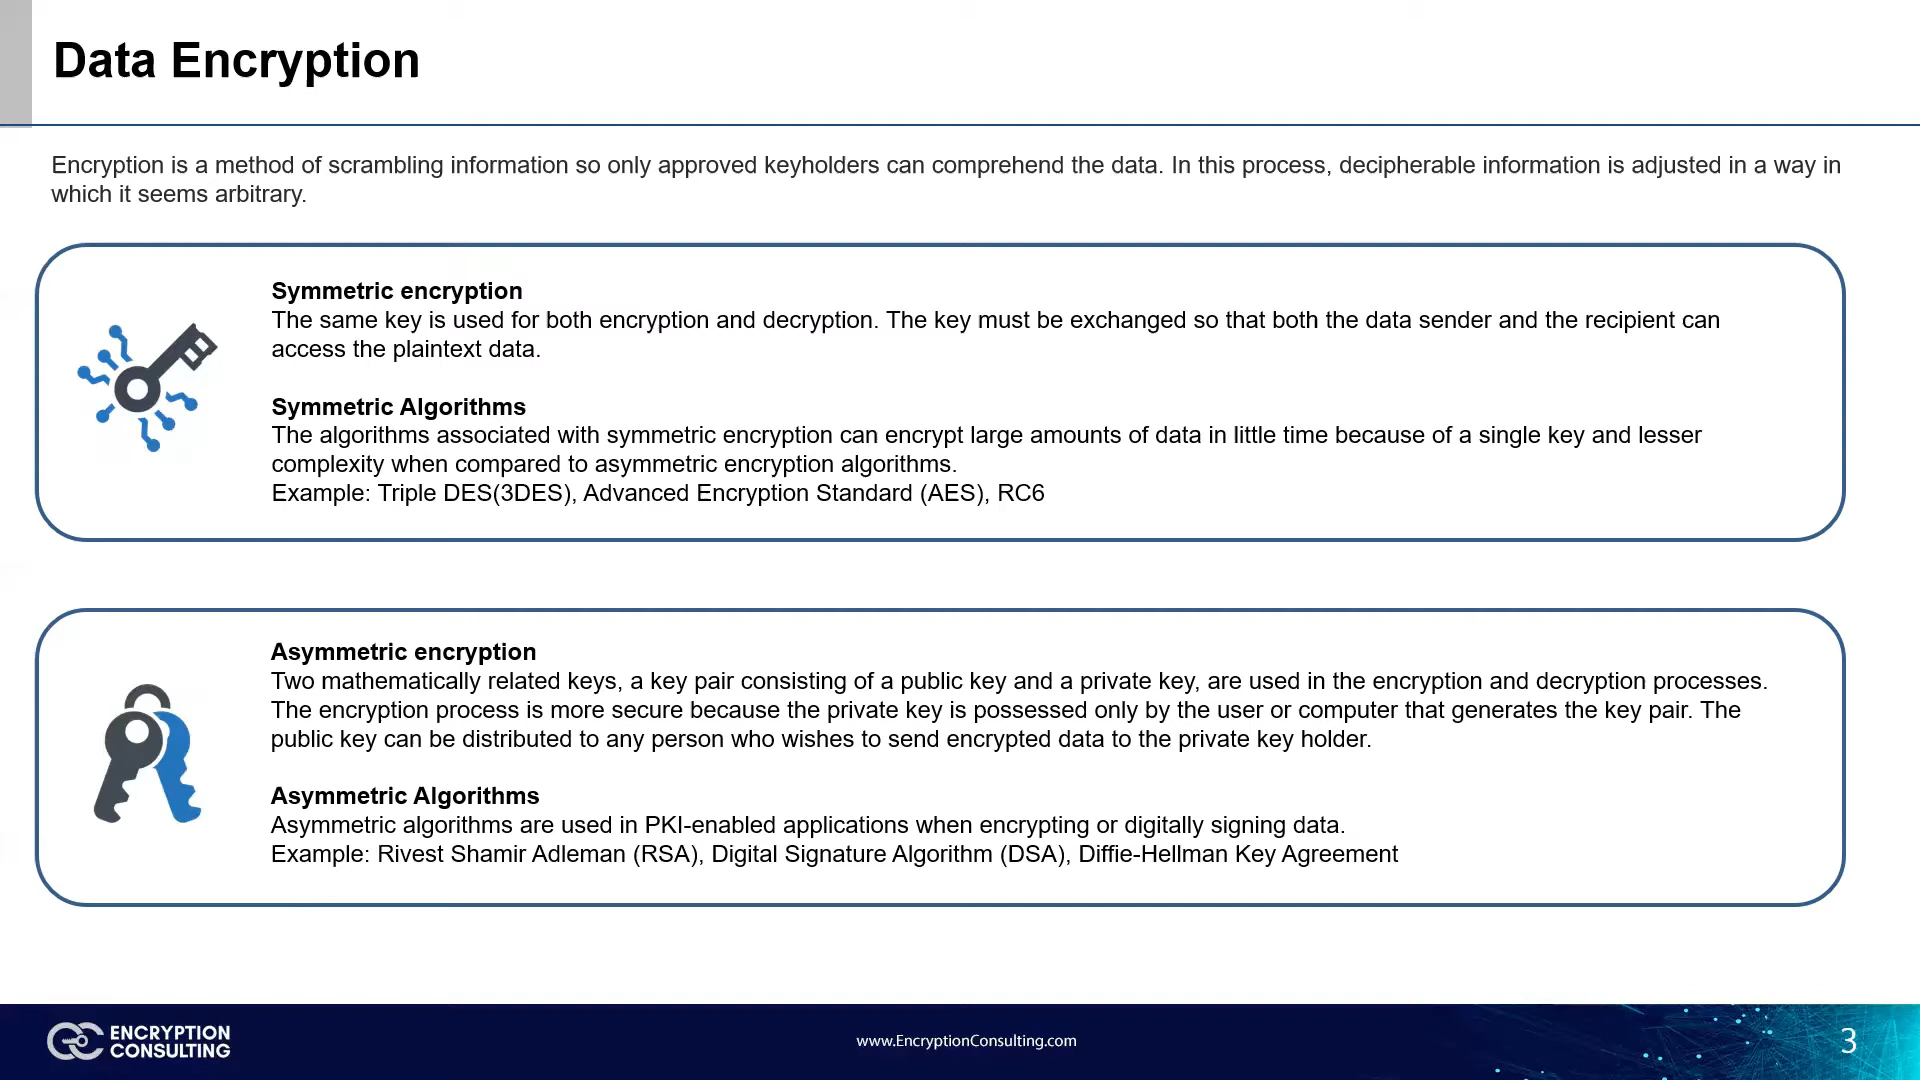 Data Encryption
Encryption is a method of scrambling information so only approved keyholders can comprehend the data. In this process, decipherable information is adjusted in a way in
which it seems arbitrary.
Symmetric encryption
The same key is used for both encryption and decryption. The key must be exchanged so that both the data sender and the recipient can
access the plaintext data.
Symmetric Algorithms
The algorithms associated with symmetric encryption can encrypt large amounts of data in little time because of a single key and lesser
complexity when compared to asymmetric encryption algorithms.
Example: Triple DES(3DES), Advanced Encryption Standard (AES), RC6
Asymmetric encryption
Two mathematically related keys, a key pair consisting of a public key and a private key, are used in the encryption and decryption processes.
The encryption process is more secure because the private key is possessed only by the user or computer that generates the key pair. The
public key can be distributed to any person who wishes to send encrypted data to the private key holder.
Asymmetric Algorithms
Asymmetric algorithms are used in PKI-enabled applications when encrypting or digitally signing data.
Example: Rivest Shamir Adleman (RSA), Digital Signature Algorithm (DSA), Diffie-Hellman Key Agreement
ENCRYPTION
CONSULTING
www.EncryptionConsulting.com
3